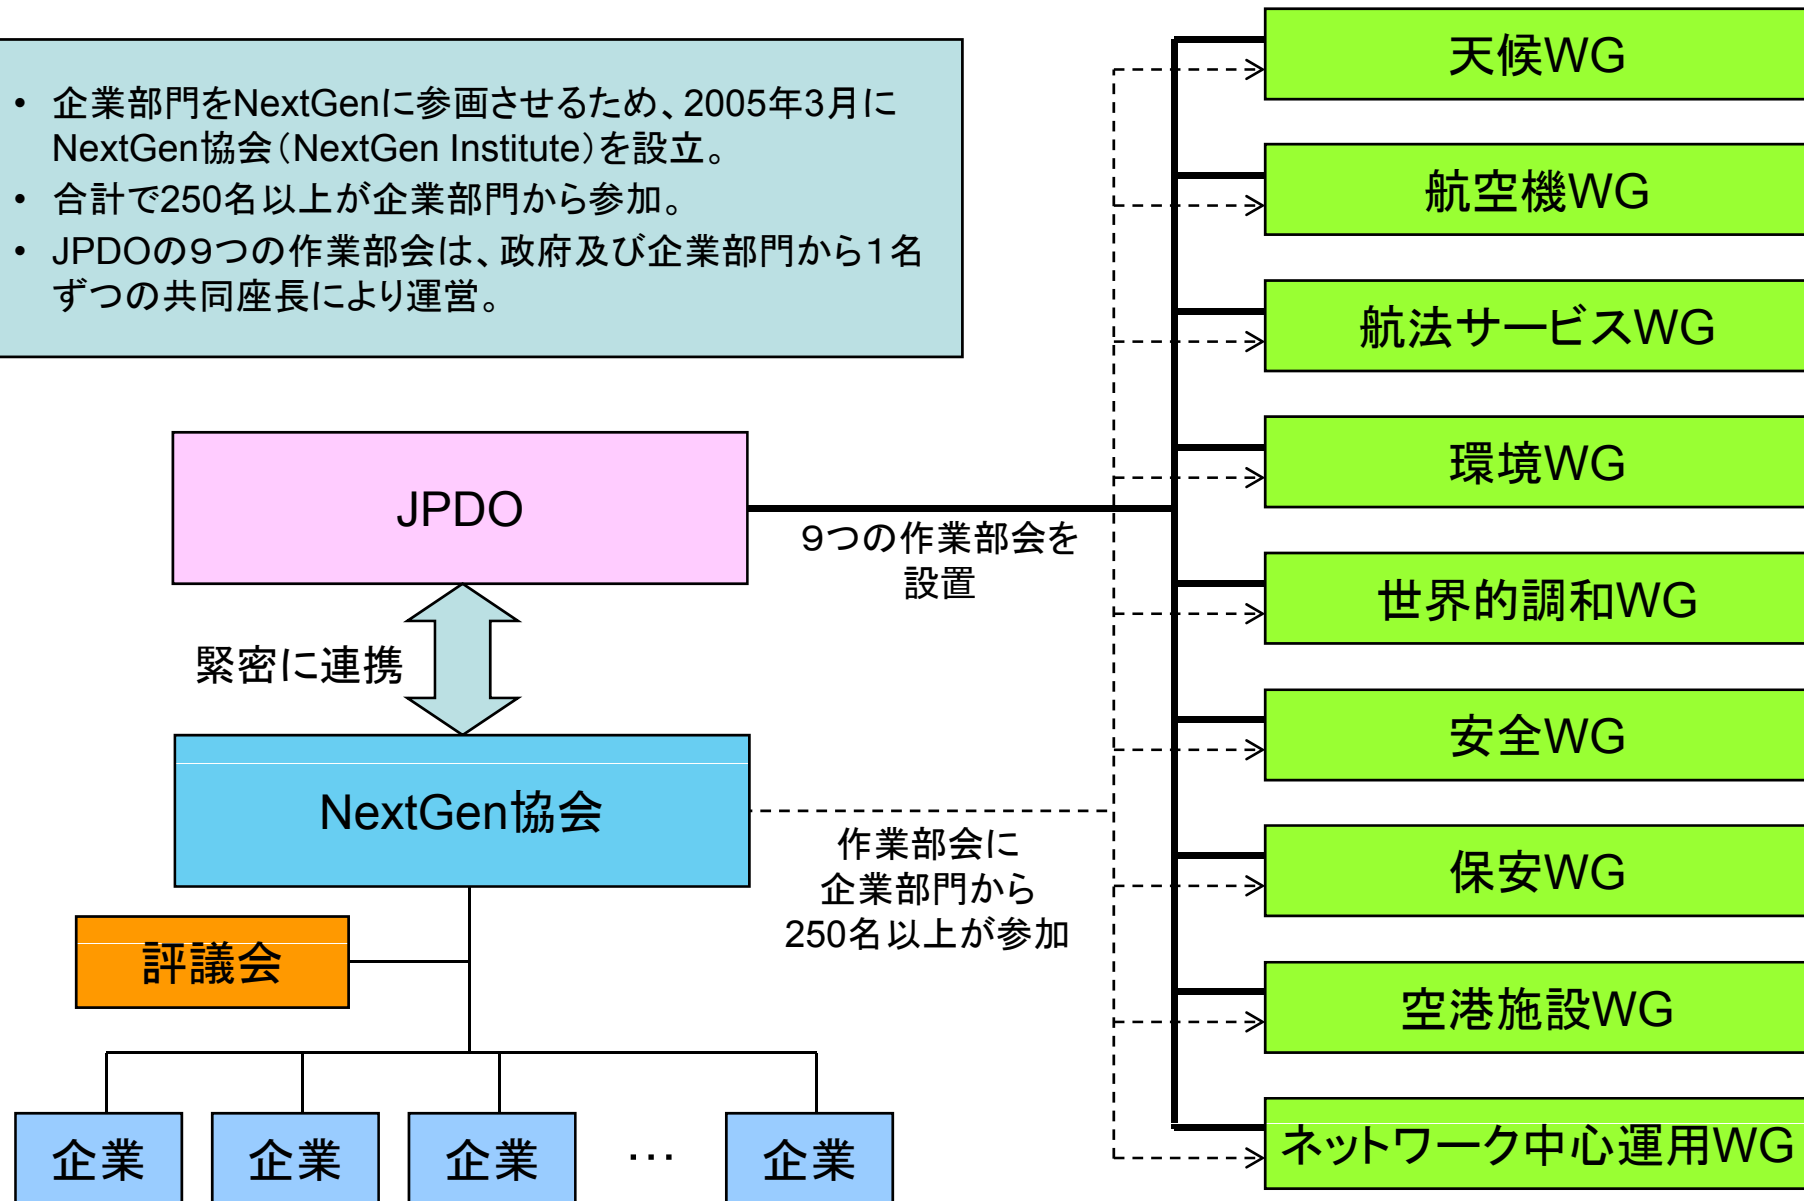 • 企業部門をNextGenに参画させるため、2005年3月に
NextGen協会(NextGen Institute)を設立。
• 合計で250名以上が企業部門から参加。
• JPDOの9つの作業部会は、政府及び企業部門から1名
ずつの共同座長により運営。
JPDO
9つの作業部会を
設置
緊密に連携
NextGen協会
作業部会に
企業部門から
250名以上が参加
評議会
企業
企業
企業
…
企業
天候WG
航空機WG
航法サービスWG
環境WG
世界的調和WG
安全WG
保安WG
空港施設WG
ネットワーク中心運用WG